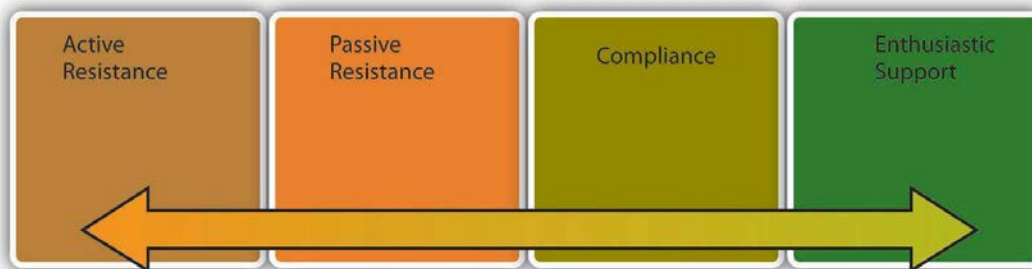 Active
Resistance
Passive
Resistance
Compliance
Enthusiastic
Support